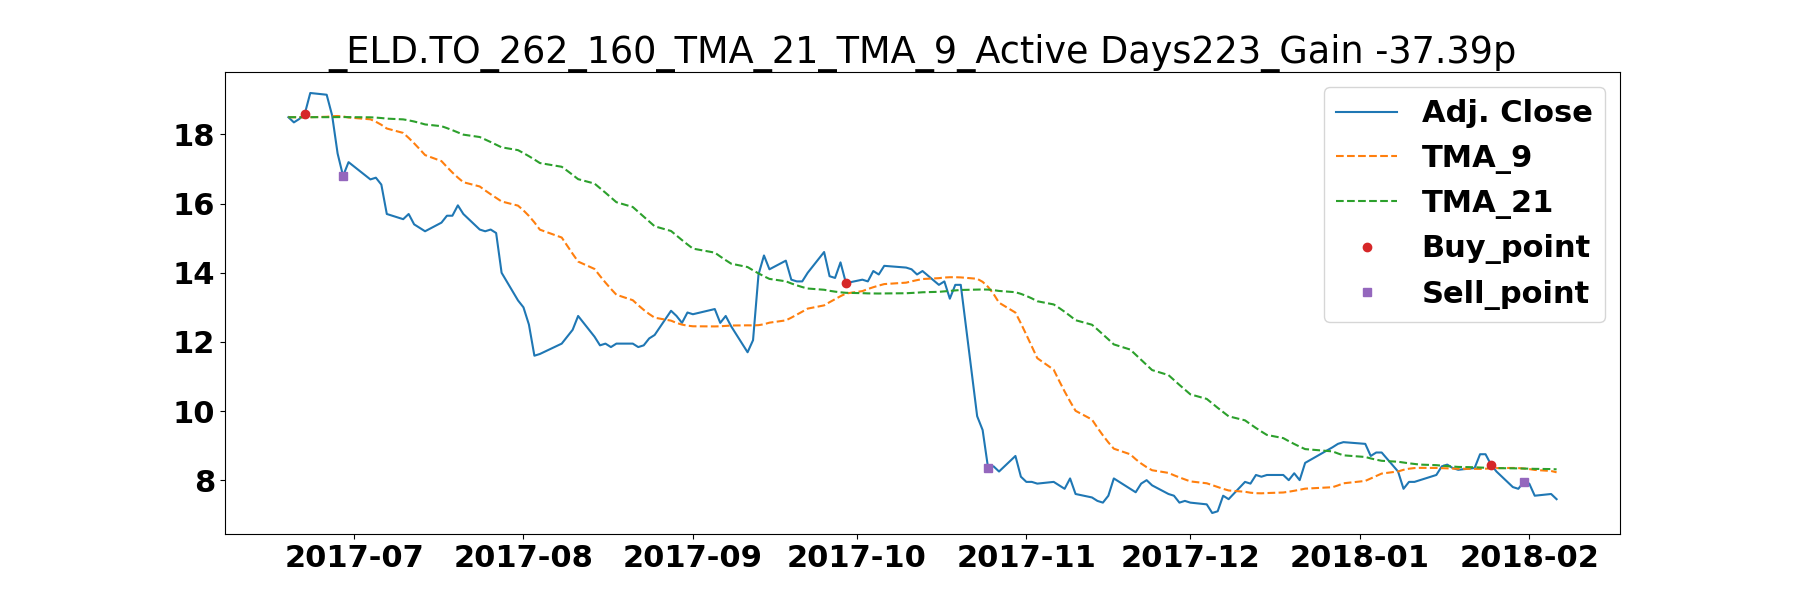 _ELD.TO_262_160_TMA_21_TMA_9_Active Days223_Gain -37.39p
Adj. Close
TMA_9
TMA_21
Buy_point
Sell_point
18
16
14
12
10
8
2017-07 2017-08 2017-09 2017-10 2017-11 2017-12 2018-01 2018-02